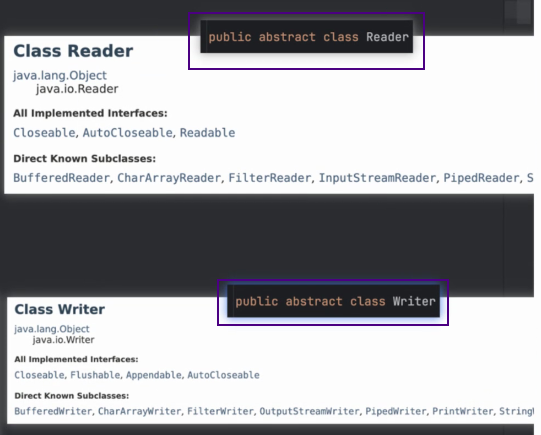 public abstract class Reader
Class Reader
java.lang.Object
java.io.Reader
All Implemented Interfaces:
Closeable, AutoCloseable, Readable
Direct Known Subclasses:
BufferedReader, CharArrayReader, FilterReader, InputStreamReader, PipedReader, S
public abstract class Writer
Class Writer
java.lang.Object
java.io.Writer
All Implemented Interfaces:
Closeable, Flushable, Appendable, AutoCloseable
Direct Known Subclasses:
BufferedWriter, CharArrayWriter, FilterWriter, OutputStreamWriter, PipedWriter, PrintWriter, String